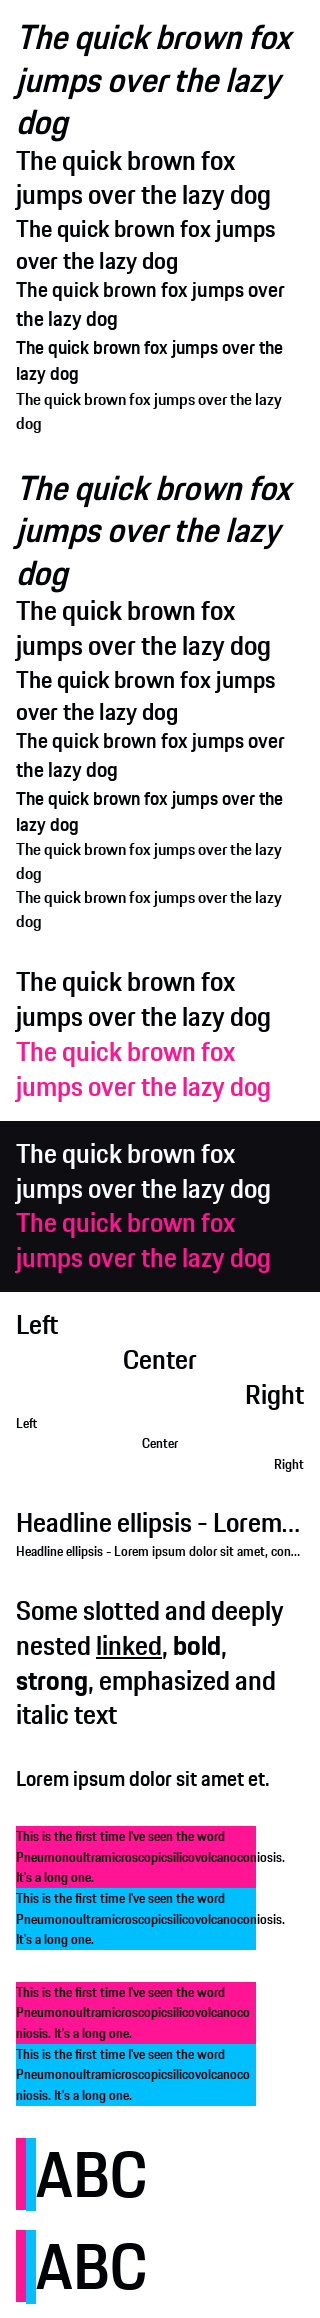 The quick brown fox
jumps over the lazy
dog
The quick brown fox
jumps over the lazy dog
The quick brown fox jumps
over the lazy dog
The quick brown fox jumps over
the lazy dog
The quick brown fox jumps over the
lazy dog
The quick brown fox jumps over the lazy
dog
The quick brown fox
jumps over the lazy
dog
The quick brown fox
jumps over the lazy dog
The quick brown fox jumps
over the lazy dog
The quick brown fox jumps over
the lazy dog
The quick brown fox jumps over the
lazy dog
The quick brown fox jumps over the lazy
dog
The quick brown fox jumps over the lazy
dog
The quick brown fox
jumps over the lazy dog
The quick brown fox
jumps over the lazy dog
The quick brown fox
jumps over the lazy dog
The quick brown fox
jumps over the lazy dog
Left
Center
Right
Left
Center
Right
Headline ellipsis - Lorem...
Headline ellipsis - Lorem ipsum dolor sit amet, con...
Some slotted and deeply
nested linked, bold,
strong, emphasized and
italic text
Lorem ipsum dolor sit amet et.
This is the first time I've seen the word
Pneumonoultramicroscopicsilicovolcanoconiosis.
It's a long one.
This is the first time I've seen the word
Pneumonoultramicroscopicsilicovolcanoconiosis.
It's a long one.
This is the first time I've seen the word
Pneumonoultramicroscopicsilicovolcanoco
niosis. It's a long one.
This is the first time I've seen the word
Pneumonoultramicroscopicsilicovolcanoco
niosis. It's a long one.
ABC
ABC